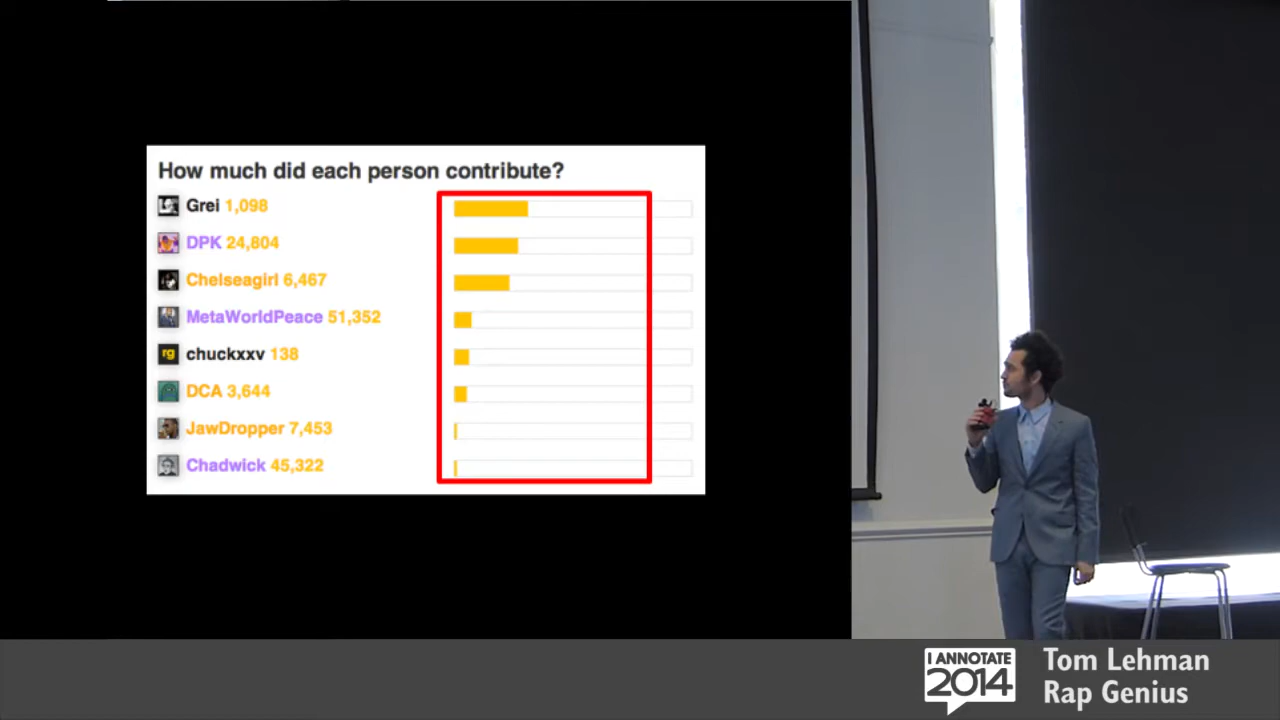 How much did each person contribute?
Grei 1,098
DPK 24,804
Chelseagirl 6,467
MetaWorldPeace 51,352
rg
chuckxxv 138
DCA 3,644
JawDropper 7,453
Chadwick 45,322
I ANNOTATE
2014
Tom Lehman
Rap Genius